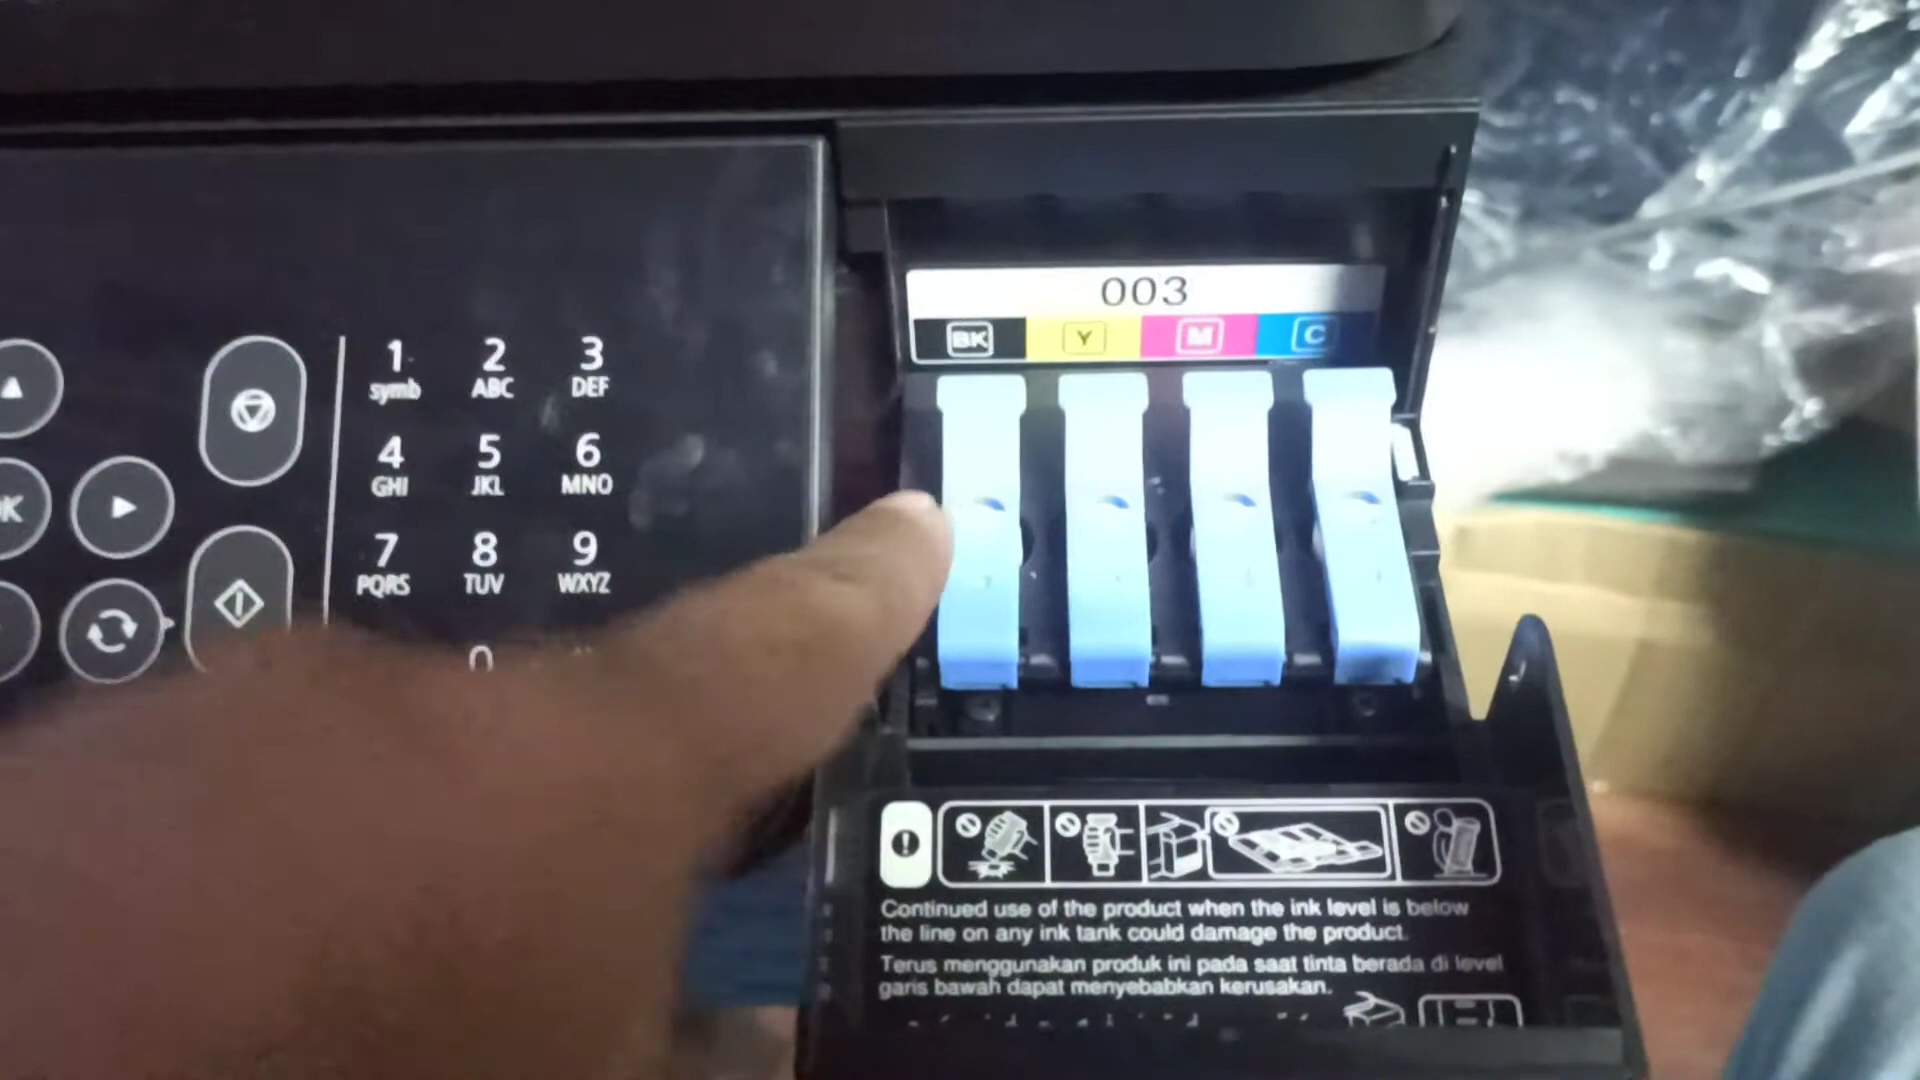 003
BK Y M C
1 2 3
symb ABC DEF
4 5 6
GHI JKL MNO
7 8 9
PQRS TUV WXYZ
0
Continued use of the product when the ink level is below
the line on any ink tank could damage the product.
Terus menggunakan produk ini pada saat tinta berada di level
garis bawah dapat menyebabkan kerusakan.